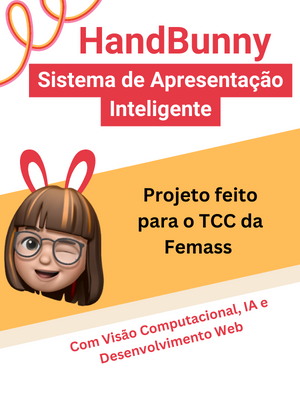 HandBunny
Sistema de Apresentação
Inteligente
Projeto feito
para o TCC da
Femass
Com Visão Computacional, IA e
Desenvolvimento Web